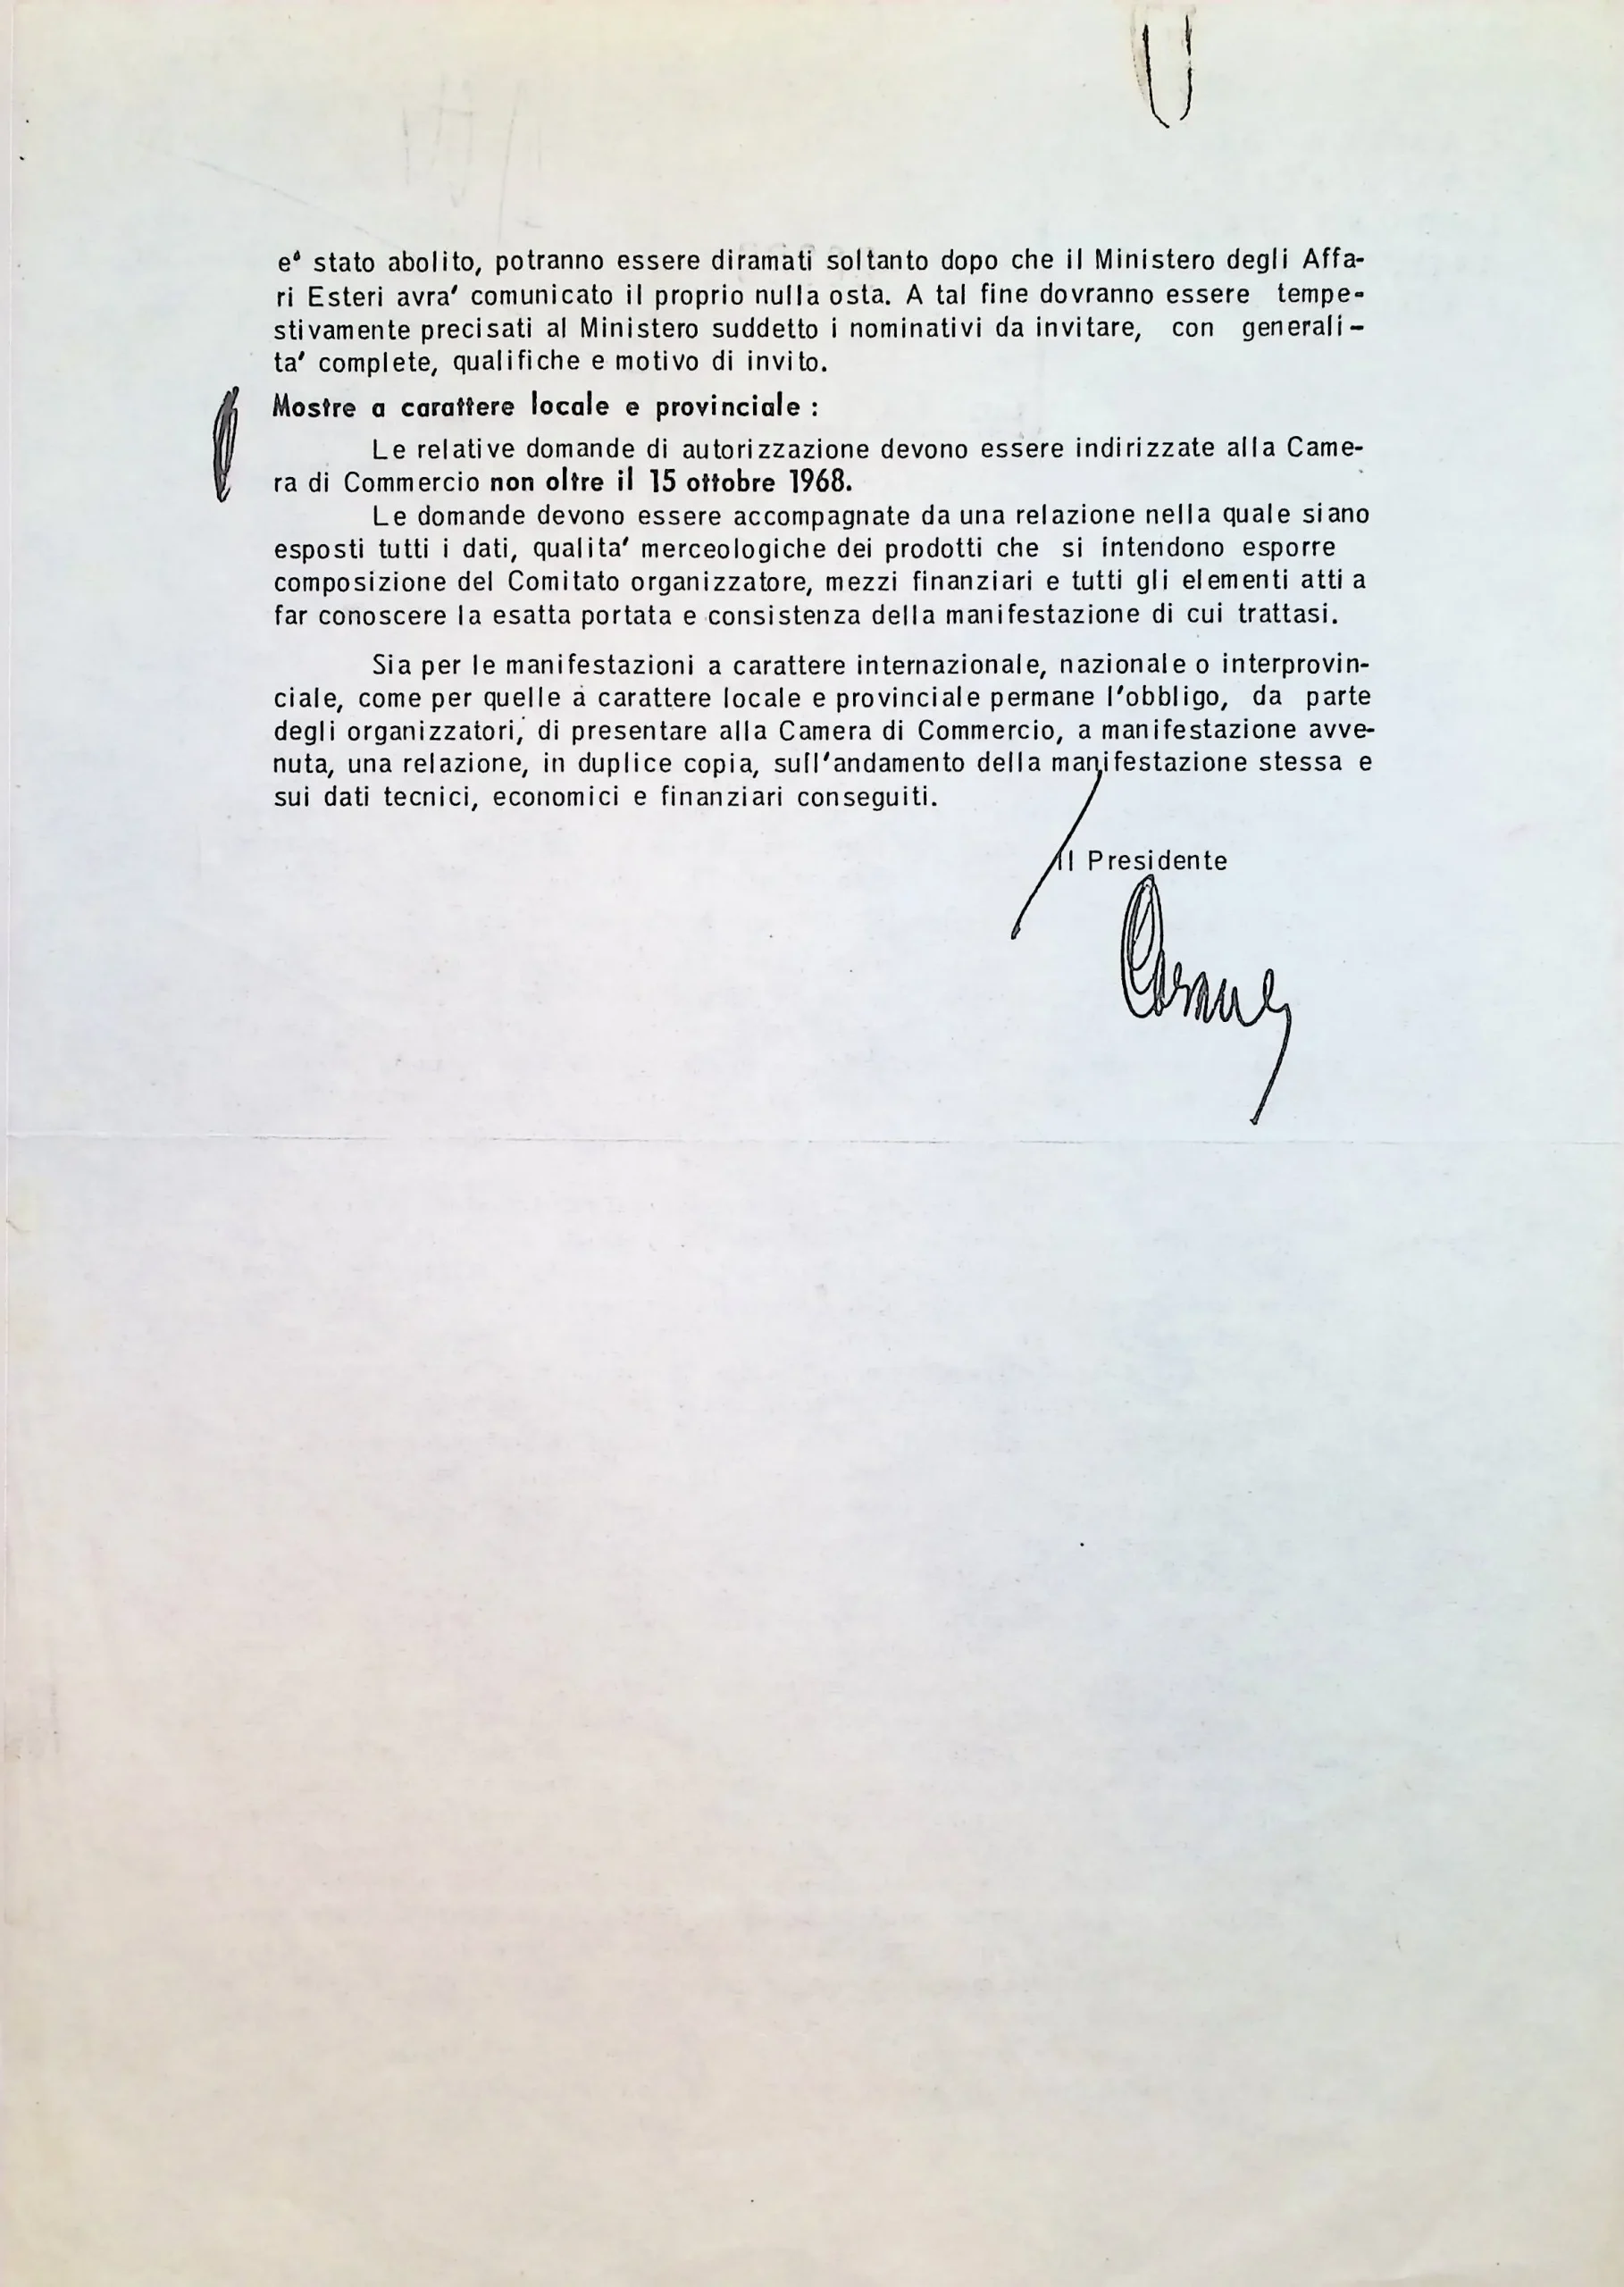 e' stato abolito, potranno essere diramati soltanto dopo che il Ministero degli Affa-
ri Esteri avra' comunicato il proprio nulla osta. A tal fine dovranno essere tempe-
stivamente precisati al Ministero suddetto i nominativi da invitare, con generali-
ta' complete, qualifiche e motivo di invito.
Mostre a carattere locale e provinciale :
Le relative domande di autorizzazione devono essere indirizzate alla Came-
ra di Commercio non oltre il 15 ottobre 1968.
Le domande devono essere accompagnate da una relazione nella quale siano
esposti tutti i dati, qualita' merceologiche dei prodotti che si intendono esporre
composizione del Comitato organizzatore, mezzi finanziari e tutti gli elementi atti a
far conoscere la esatta portata e consistenza della manifestazione di cui trattasi.
Sia per le manifestazioni a carattere internazionale, nazionale o interprovin-
ciale, come per quelle a carattere locale e provinciale permane l'obbligo, da parte
degli organizzatori, di presentare alla Camera di Commercio, a manifestazione avve-
nuta, una relazione, in duplice copia, sull'andamento della manifestazione stessa e
sui dati tecnici, economici e finanziari conseguiti.
Il Presidente